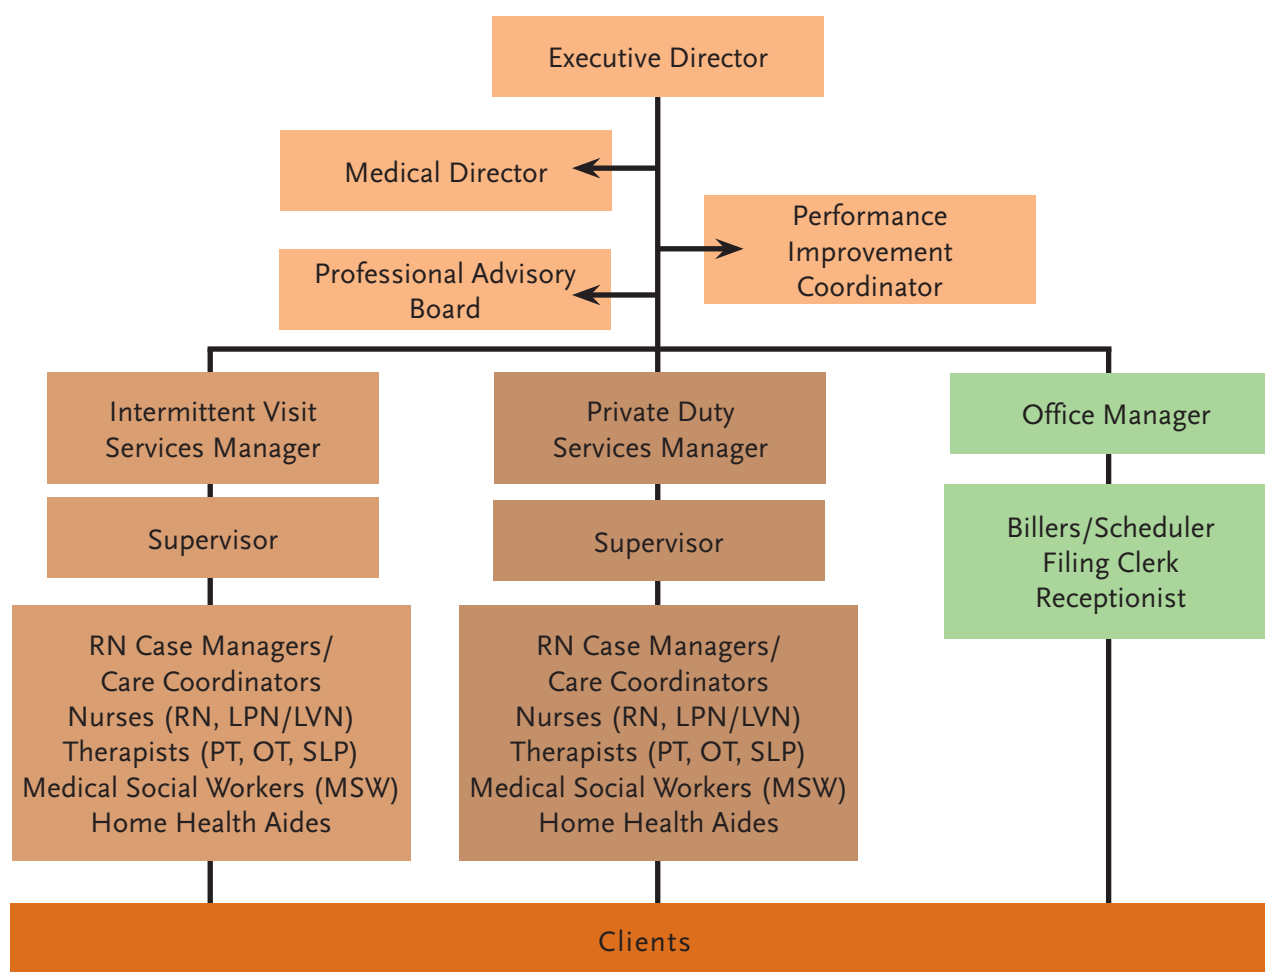 Executive Director
Medical Director
Performance
Improvement
Coordinator
Professional Advisory
Board
Intermittent Visit
Services Manager
Private Duty
Services Manager
Office Manager
Supervisor
Supervisor
Billers/Scheduler
Filing Clerk
Receptionist
RN Case Managers/
Care Coordinators
Nurses (RN, LPN/LVN)
Therapists (PT, OT, SLP)
Medical Social Workers (MSW)
Home Health Aides
RN Case Managers/
Care Coordinators
Nurses (RN, LPN/LVN)
Therapists (PT, OT, SLP)
Medical Social Workers (MSW)
Home Health Aides
Clients